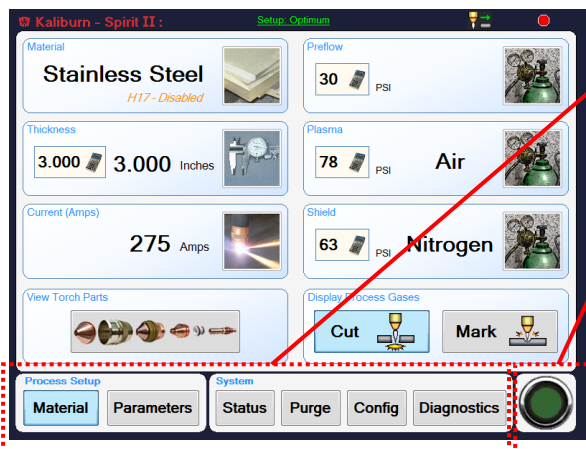 Kaliburn - Spirit II :
Setup: Optimum
Material
Stainless Steel
H17 - Disabled
Preflow
30 PSI
Thickness
3.000 3.000 Inches
Plasma
78 PSI Air
Current (Amps)
275 Amps
Shield
63 PSI Nitrogen
View Torch Parts
Display Process Gases
Cut Mark
Process Setup
Material Parameters
System
Status Purge Config Diagnostics